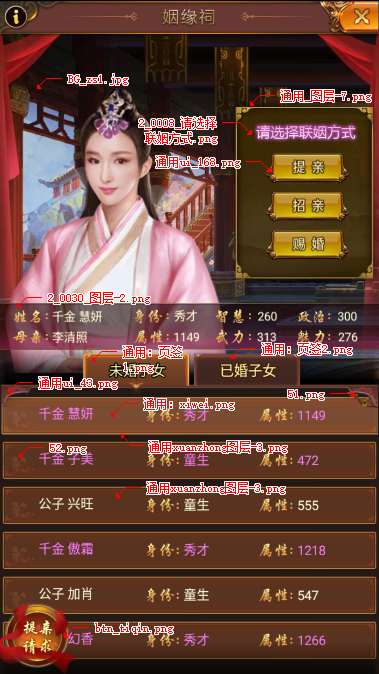 姻缘祠
BG_zs1.jpg
通用_图层-7.png
2_0008_请选择
联姻方式.png
请选择联姻方式
通用ui_168.png
提亲
招亲
赐婚
2_0030_图层-2.png
姓名:千金 慧妍 身份:秀才 智慧:260 政治:300
母亲:李清照 属性:1149 武力:313 魅力:276
通用：页签
1.png
通用：页签2.png
已婚子女
通用ui_43.png
51.png
通用：xiwei.png
千金 慧妍 身份:秀才 属性:1149
52.png
通用xuanzhong图层-3.png
千金 子美 身份:童生 属性:472
通用xuanzhong图层-3.png
公子 兴旺 身份:童生 属性:555
千金 傲霜 身份:秀才 属性:1218
公子 加肖 身份:童生 属性:547
提亲
请求
btn_tiqin.png
幻香 身份:秀才 属性:1266